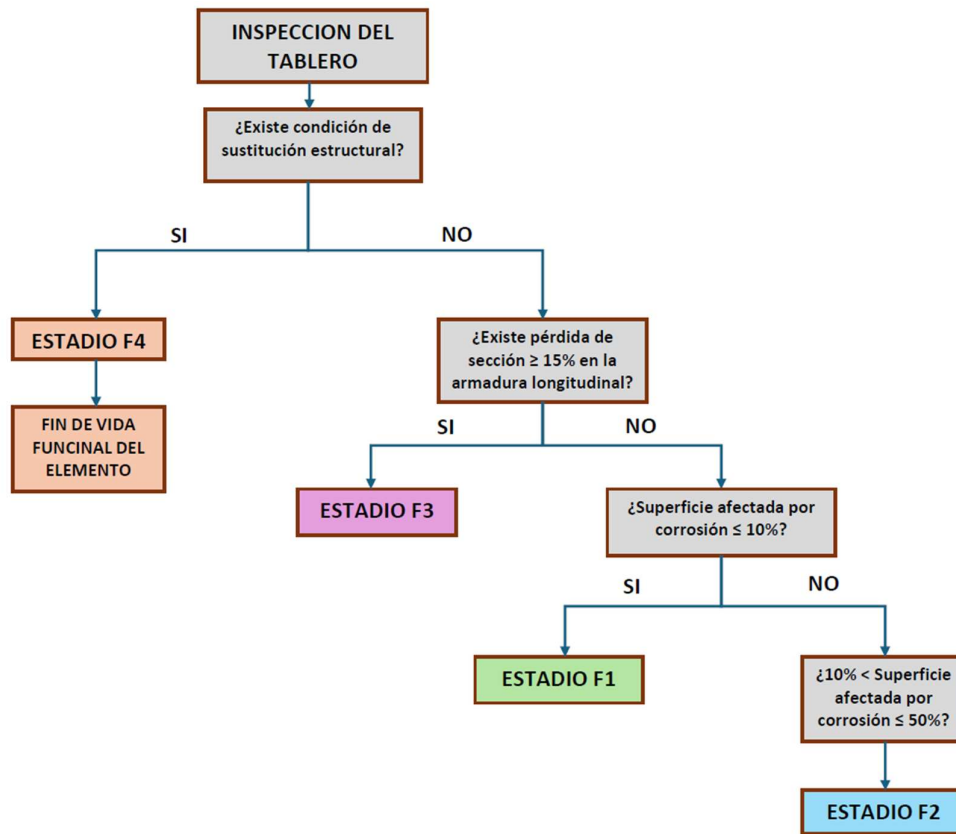 INSPECCION DEL
TABLERO
¿Existe condición de
sustitución estructural?
SI
NO
ESTADIO F4
¿Existe pérdida de
sección ≥ 15% en la
armadura longitudinal?
FIN DE VIDA
FUNCINAL DEL
ELEMENTO
SI
NO
ESTADIO F3
¿Superficie afectada por
corrosión ≤ 10%?
SI
NO
ESTADIO F1
¿10% < Superficie
afectada por
corrosión ≤ 50%?
ESTADIO F2